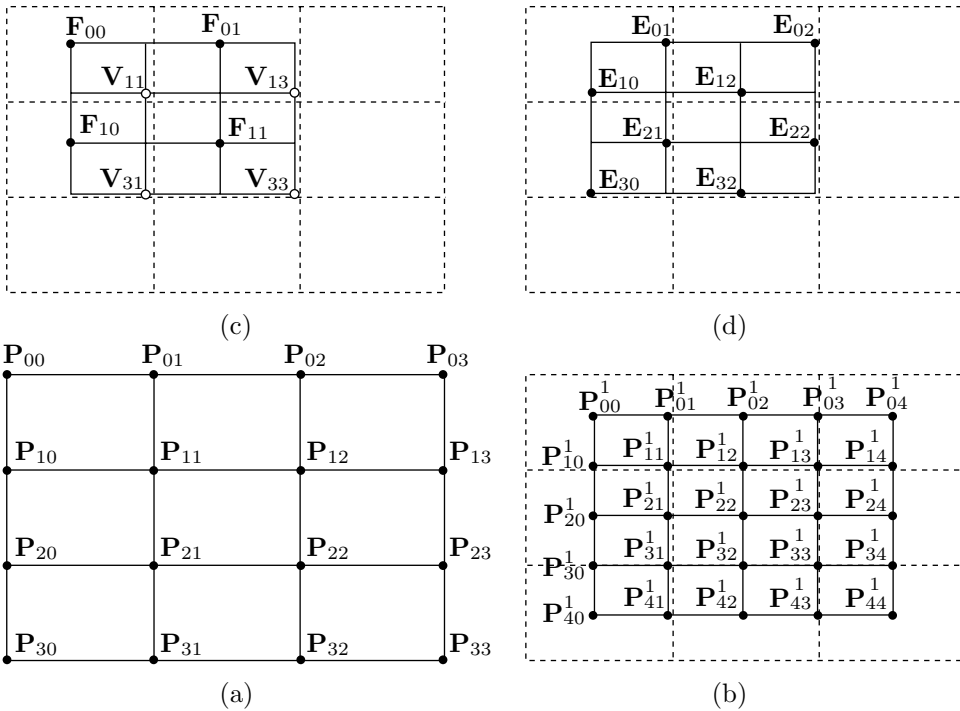 F₀₀ F₀₁
V₁₁ V₁₃
F₁₀ F₁₁
V₃₁ V₃₃
(c)
E₀₁ E₀₂
E₁₀ E₁₂
E₂₁ E₂₂
E₃₀ E₃₂
(d)
P₀₀ P₀₁ P₀₂ P₀₃
P₁₀ P₁₁ P₁₂ P₁₃
P₂₀ P₂₁ P₂₂ P₂₃
P₃₀ P₃₁ P₃₂ P₃₃
(a)
P¹₀₀ P¹₀₁ P¹₀₂ P¹₀₃ P¹₀₄
P¹₁₀ P¹₁₁ P¹₁₂ P¹₁₃ P¹₁₄
P¹₂₀ P¹₂₁ P¹₂₂ P¹₂₃ P¹₂₄
P¹₃₀ P¹₃₁ P¹₃₂ P¹₃₃ P¹₃₄
P¹₄₀ P¹₄₁ P¹₄₂ P¹₄₃ P¹₄₄
(b)